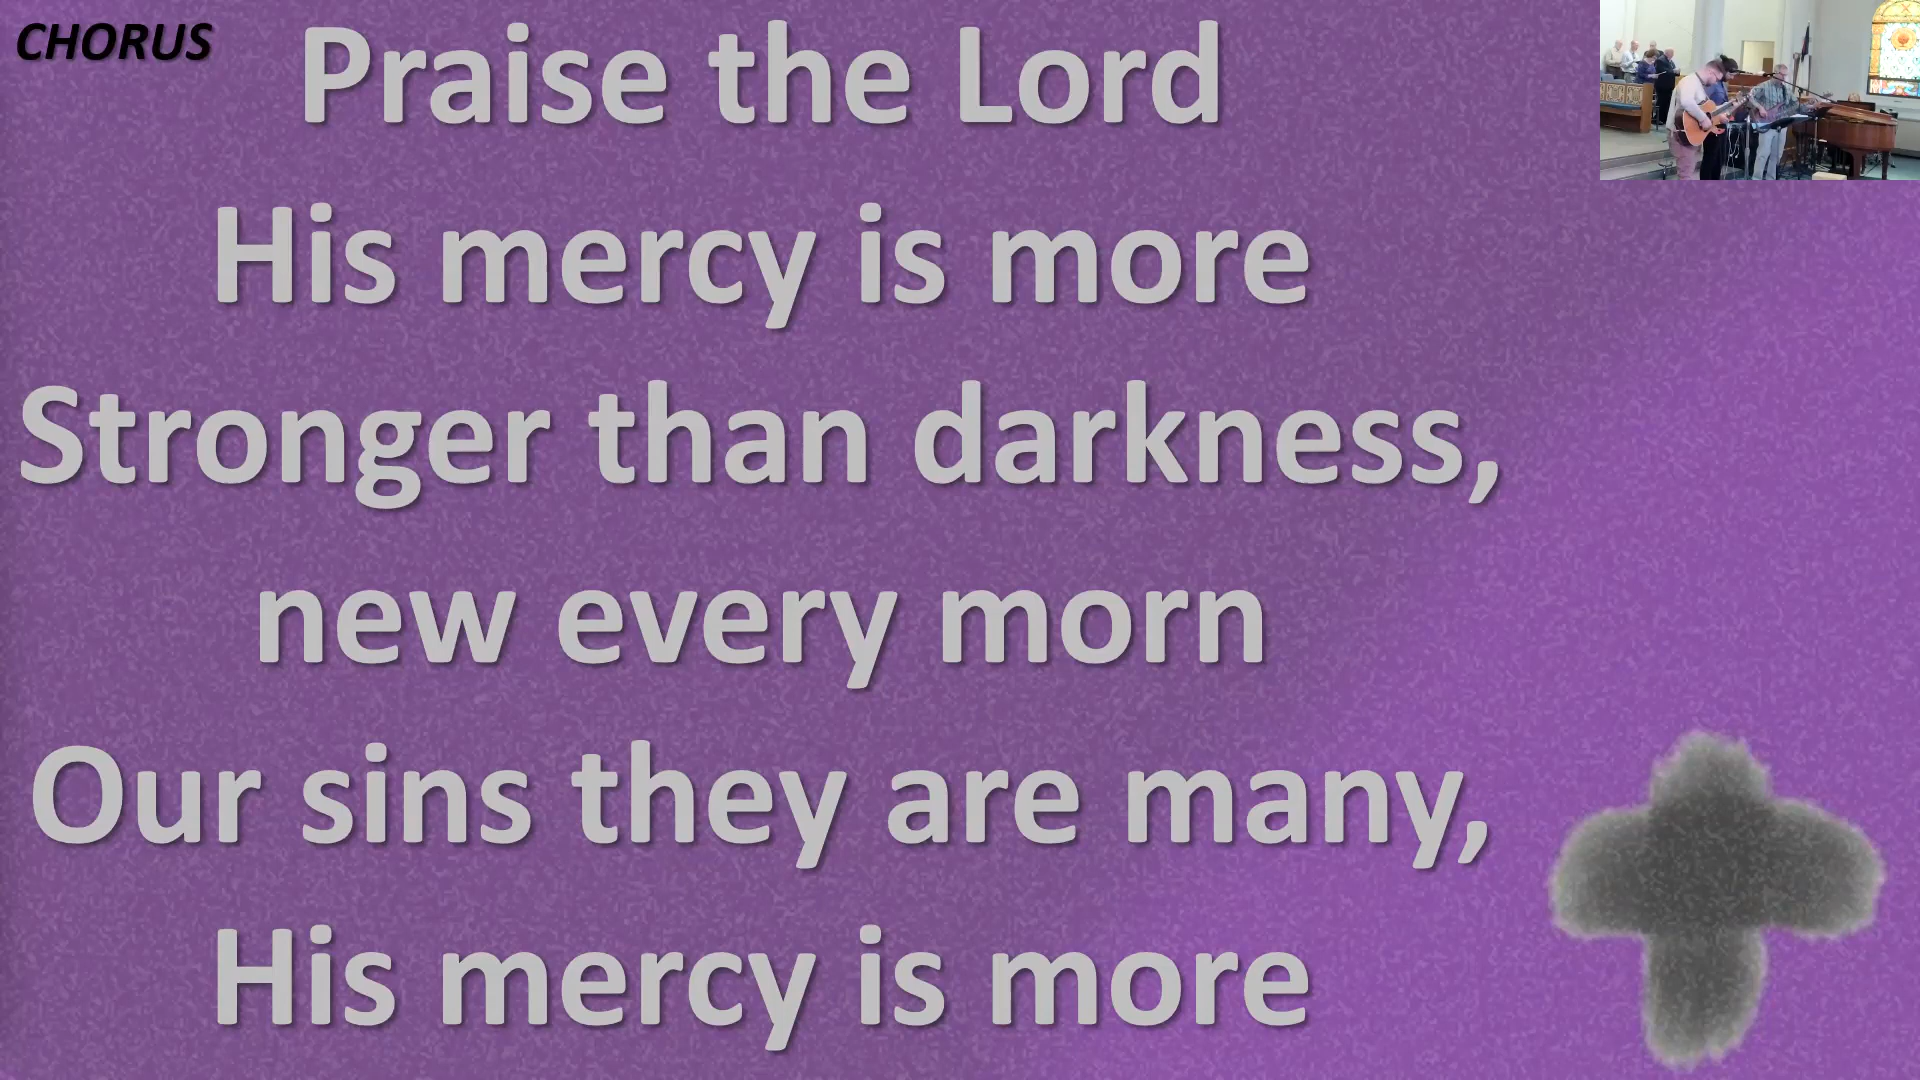 CHORUS
Praise the Lord
His mercy is more
Stronger than darkness,
new every morn
Our sins they are many,
His mercy is more